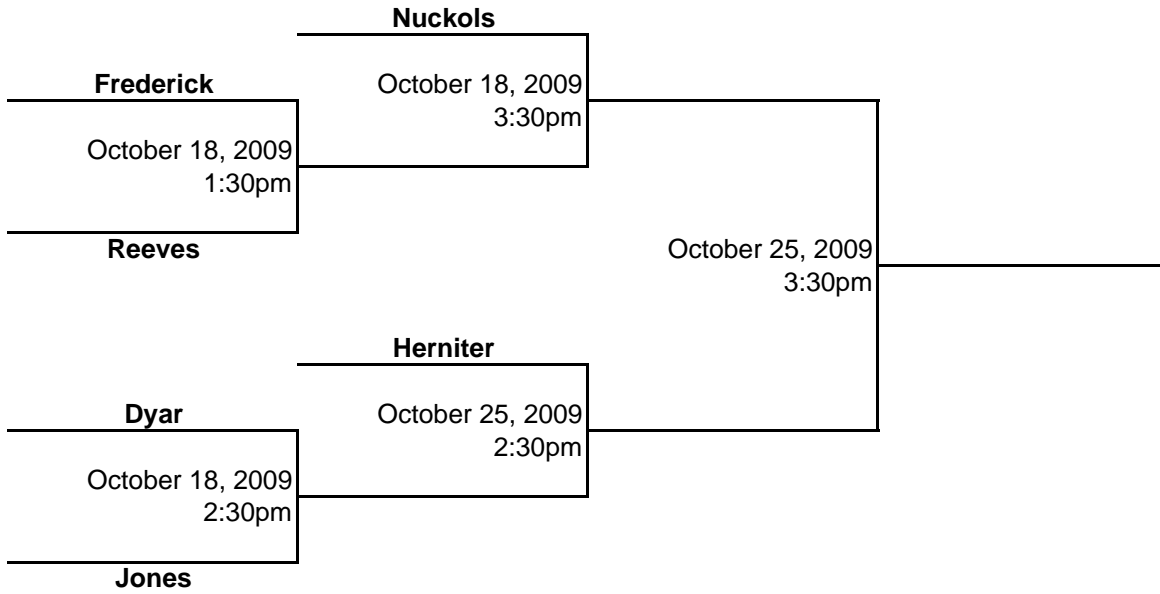 Nuckols
Frederick
October 18, 2009
3:30pm
October 18, 2009
1:30pm
Reeves
October 25, 2009
3:30pm
Herniter
Dyar
October 25, 2009
2:30pm
October 18, 2009
2:30pm
Jones